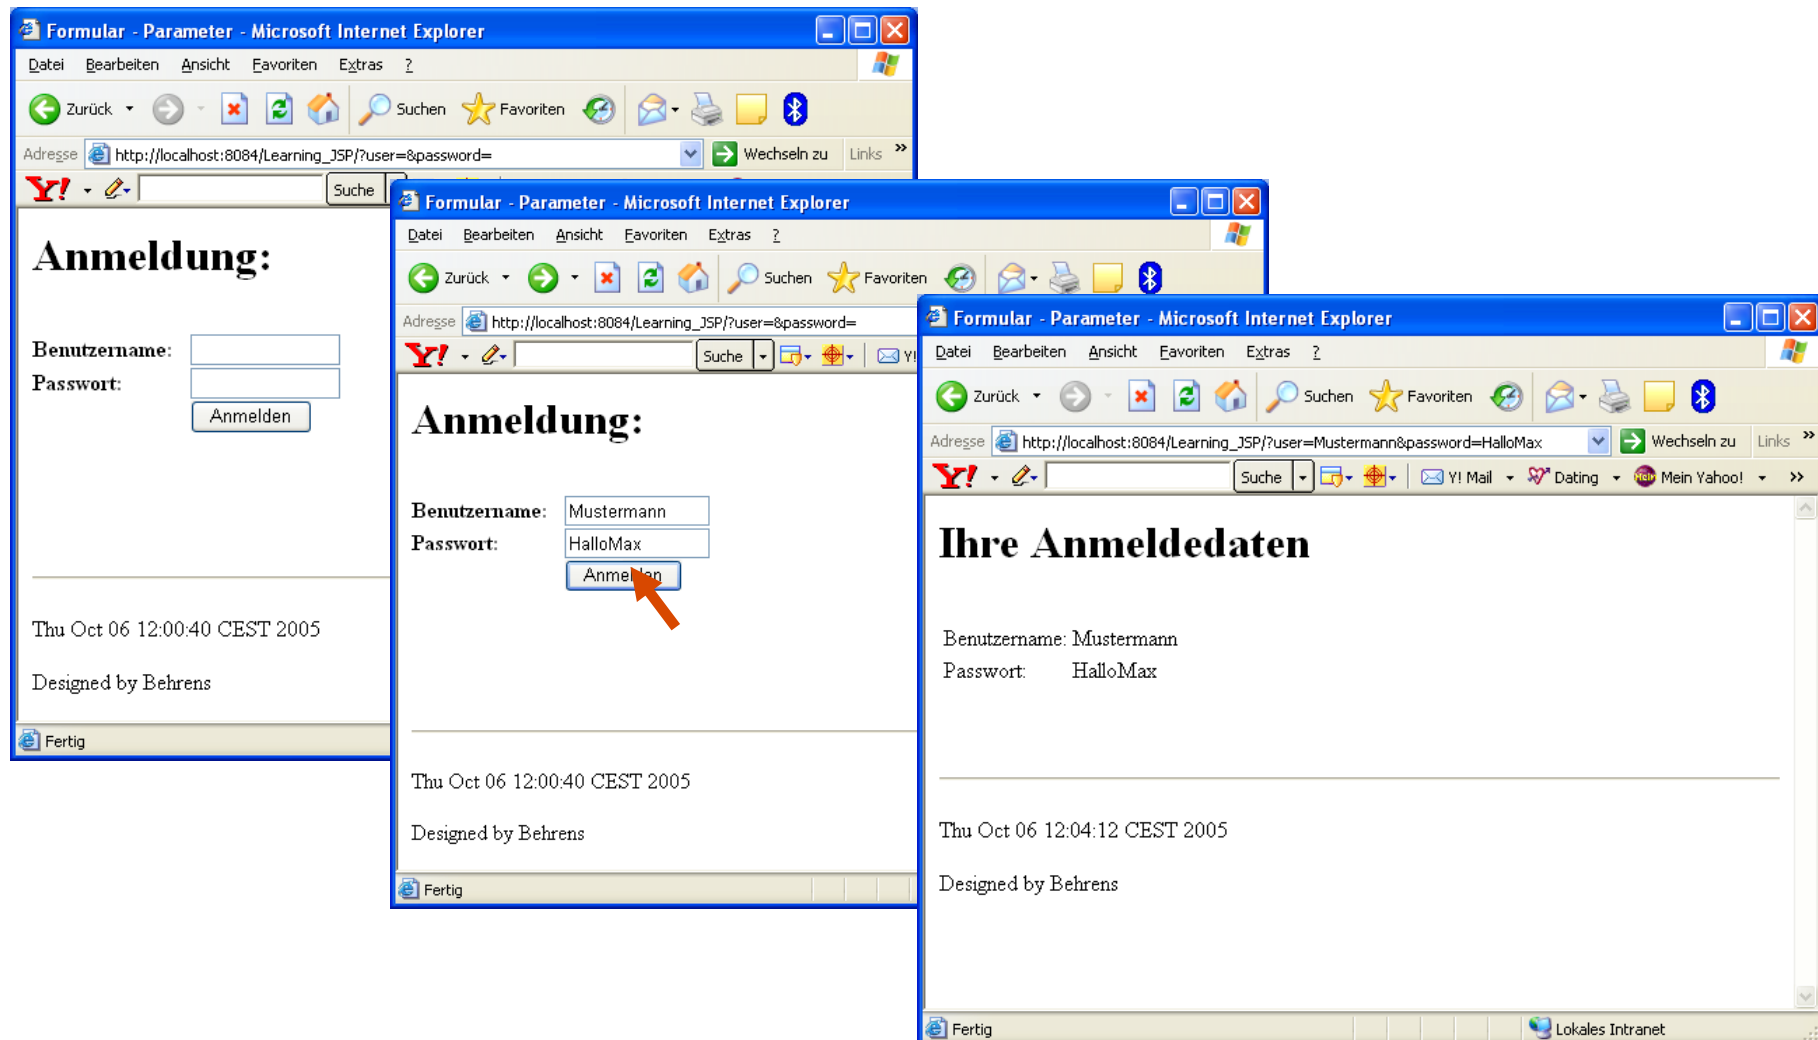 Formular - Parameter - Microsoft Internet Explorer
Datei Bearbeiten Ansicht Favoriten Extras ?
Zurück Suchen Favoriten
Adresse http://localhost:8084/Learning_JSP/?user=&password= Wechseln zu Links »
Y! Suche
Anmeldung:
Benutzername:
Passwort:
Anmelden
Thu Oct 06 12:00:40 CEST 2005
Designed by Behrens
Fertig
Formular - Parameter - Microsoft Internet Explorer
Datei Bearbeiten Ansicht Favoriten Extras ?
Zurück Suchen Favoriten
Adresse http://localhost:8084/Learning_JSP/?user=&password=
Y! Suche Y!
Anmeldung:
Benutzername: Mustermann
Passwort: HalloMax
Anmelden
Thu Oct 06 12:00:40 CEST 2005
Designed by Behrens
Fertig
Formular - Parameter - Microsoft Internet Explorer
Datei Bearbeiten Ansicht Favoriten Extras ?
Zurück Suchen Favoriten
Adresse http://localhost:8084/Learning_JSP/?user=Mustermann&password=HalloMax Wechseln zu Links »
Y! Suche Y! Mail Dating Mein Yahoo! »
Ihre Anmeldedaten
Benutzername: Mustermann
Passwort: HalloMax
Thu Oct 06 12:04:12 CEST 2005
Designed by Behrens
Fertig Lokales Intranet